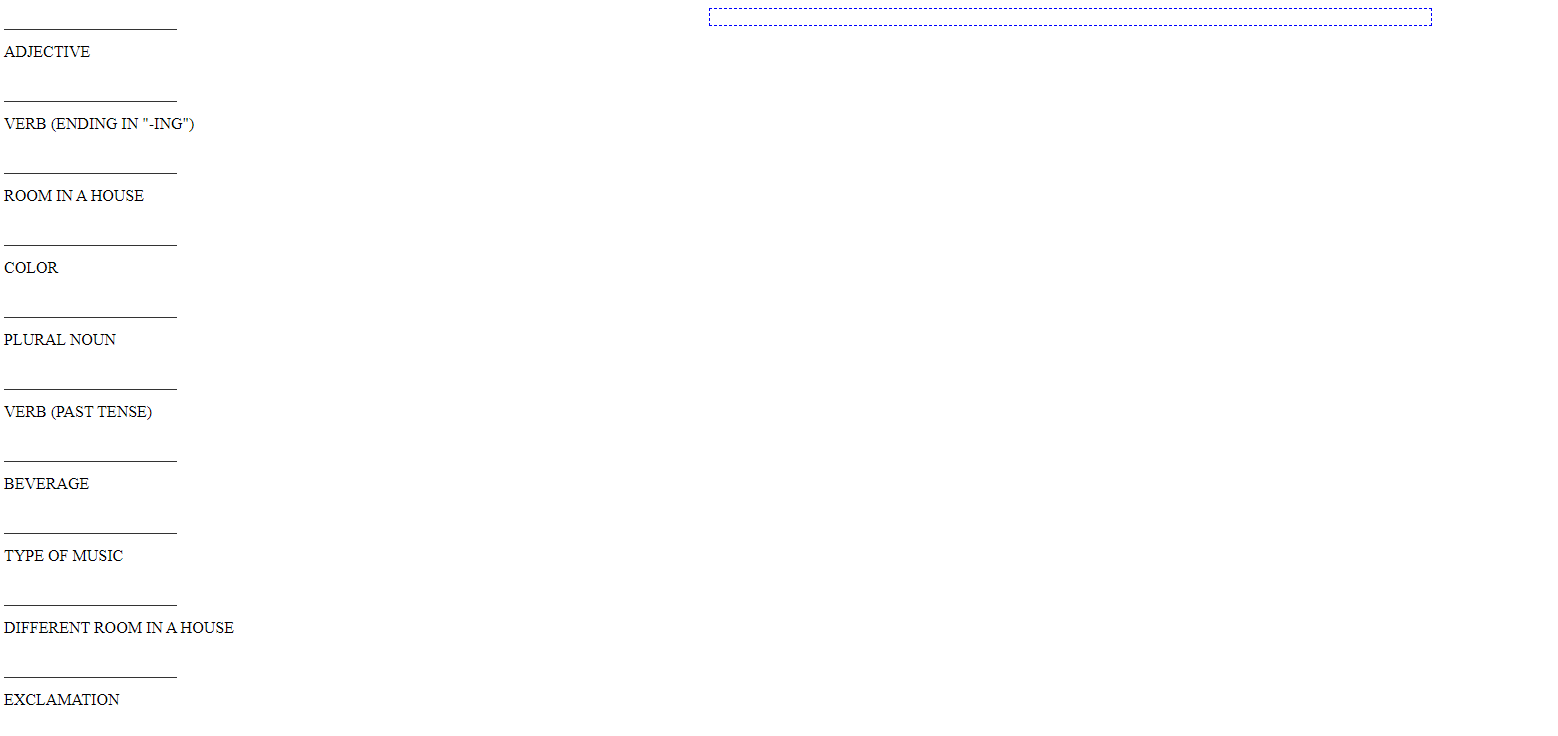 ADJECTIVE
VERB (ENDING IN "-ING")
ROOM IN A HOUSE
COLOR
PLURAL NOUN
VERB (PAST TENSE)
BEVERAGE
TYPE OF MUSIC
DIFFERENT ROOM IN A HOUSE
EXCLAMATION